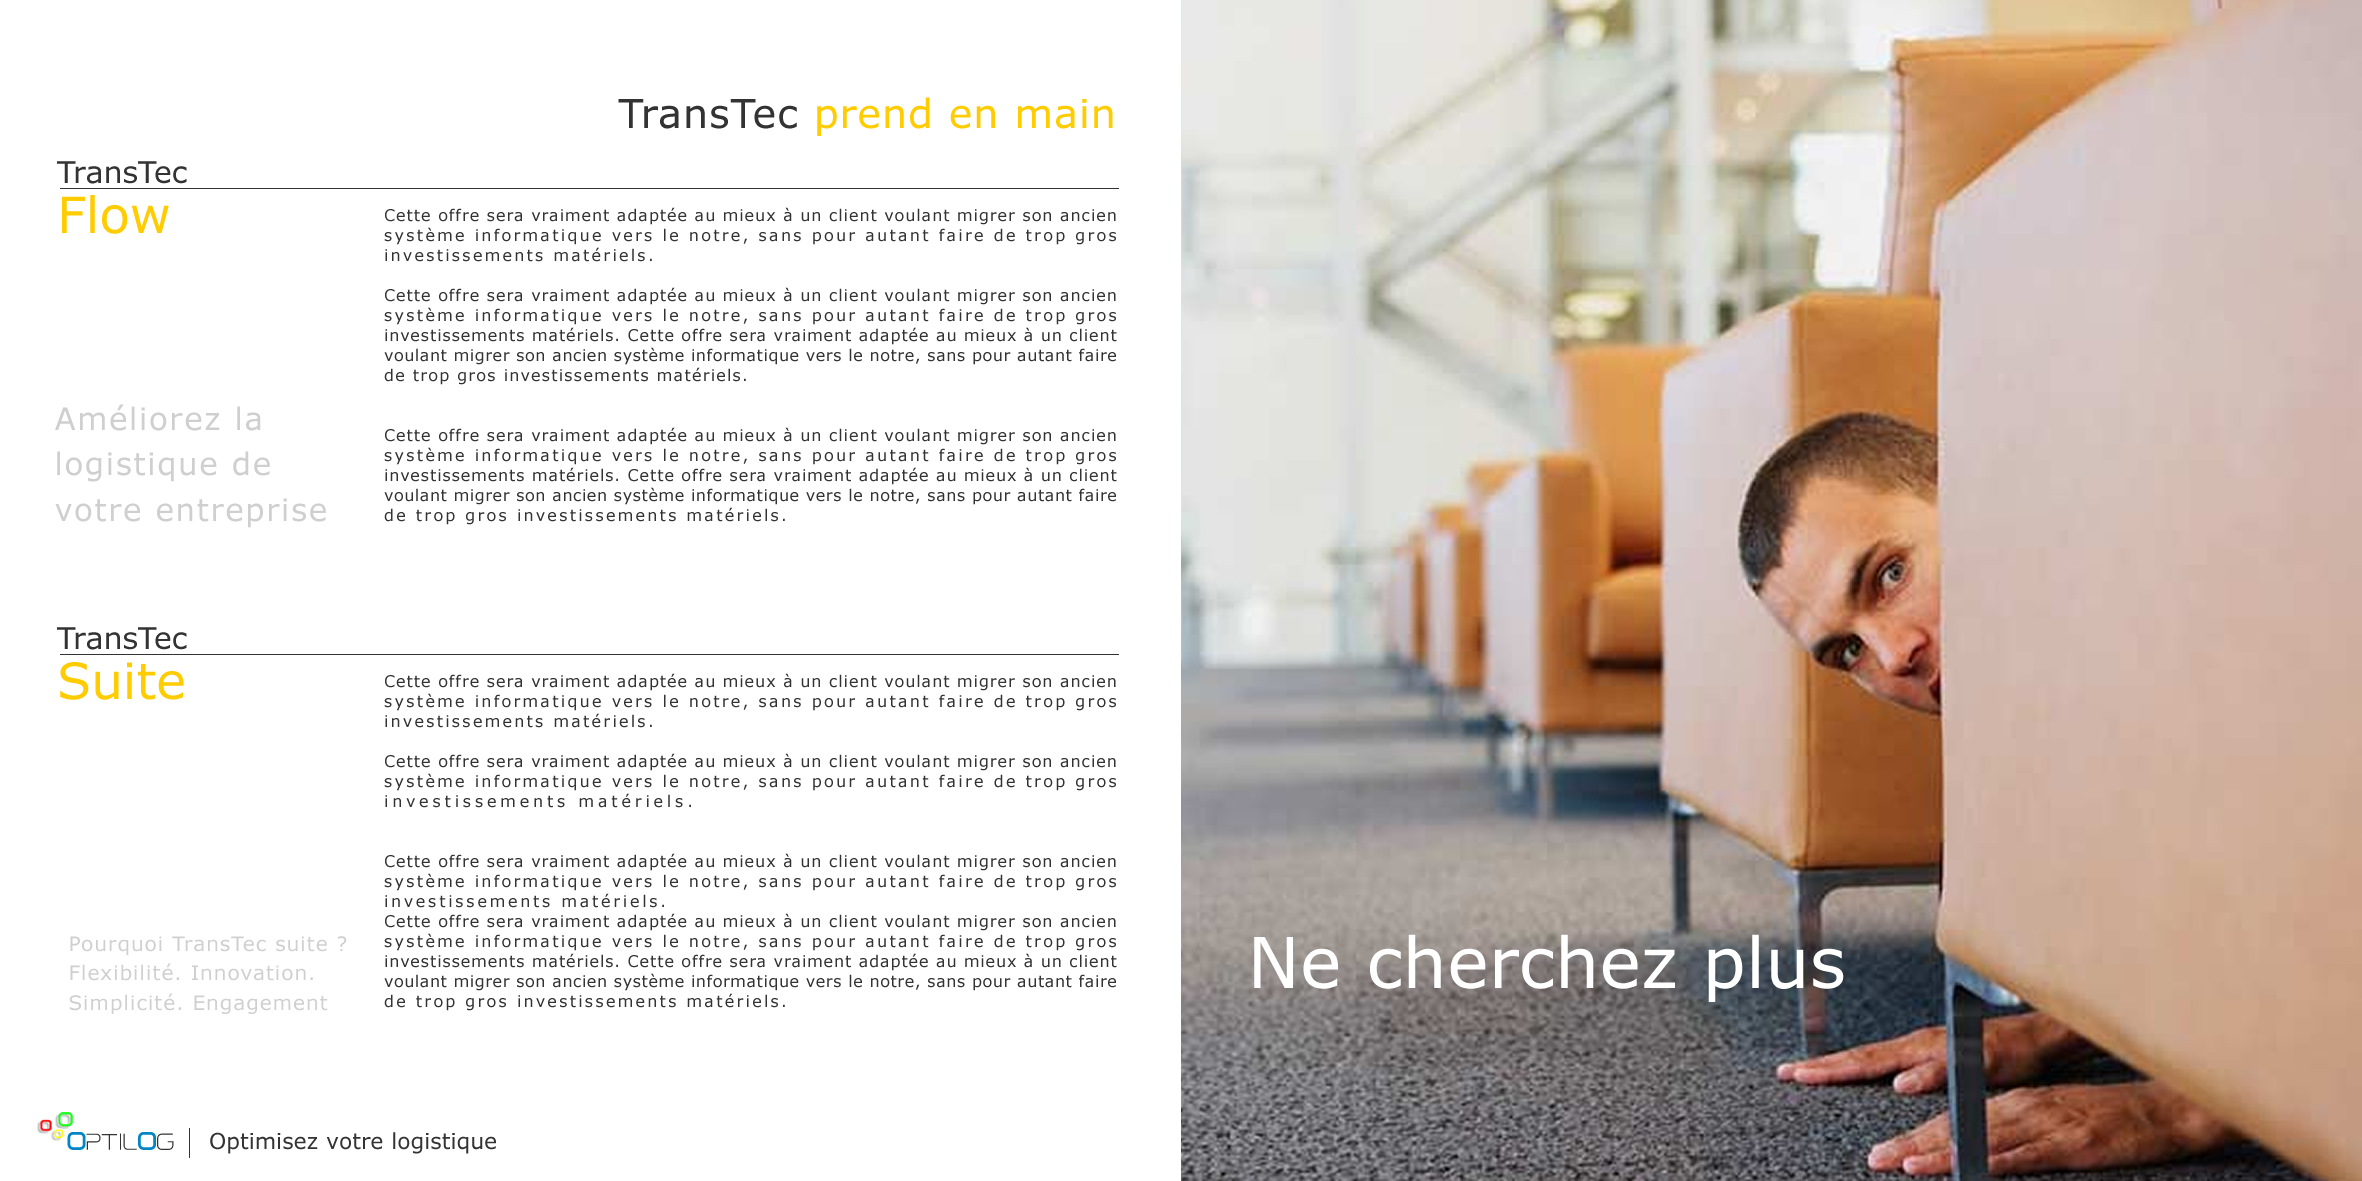 TransTec prend en main
TransTec
Flow
Cette offre sera vraiment adaptée au mieux à un client voulant migrer son ancien
système informatique vers le notre, sans pour autant faire de trop gros
investissements matériels.
Cette offre sera vraiment adaptée au mieux à un client voulant migrer son ancien
système informatique vers le notre, sans pour autant faire de trop gros
investissements matériels. Cette offre sera vraiment adaptée au mieux à un client
voulant migrer son ancien système informatique vers le notre, sans pour autant faire
de trop gros investissements matériels.
Améliorez la
logistique de
votre entreprise
Cette offre sera vraiment adaptée au mieux à un client voulant migrer son ancien
système informatique vers le notre, sans pour autant faire de trop gros
investissements matériels. Cette offre sera vraiment adaptée au mieux à un client
voulant migrer son ancien système informatique vers le notre, sans pour autant faire
de trop gros investissements matériels.
TransTec
Suite
Cette offre sera vraiment adaptée au mieux à un client voulant migrer son ancien
système informatique vers le notre, sans pour autant faire de trop gros
investissements matériels.
Cette offre sera vraiment adaptée au mieux à un client voulant migrer son ancien
système informatique vers le notre, sans pour autant faire de trop gros
investissements matériels.
Cette offre sera vraiment adaptée au mieux à un client voulant migrer son ancien
système informatique vers le notre, sans pour autant faire de trop gros
investissements matériels.
Cette offre sera vraiment adaptée au mieux à un client voulant migrer son ancien
système informatique vers le notre, sans pour autant faire de trop gros
investissements matériels. Cette offre sera vraiment adaptée au mieux à un client
voulant migrer son ancien système informatique vers le notre, sans pour autant faire
de trop gros investissements matériels.
Pourquoi TransTec suite ?
Flexibilité. Innovation.
Simplicité. Engagement
OPTILOG
Optimisez votre logistique
Ne cherchez plus